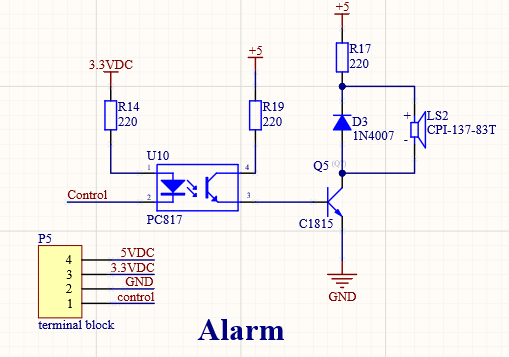 +5
R17
220
3.3VDC
+5
R14
220
R19
220
+
-
LS2
CPI-137-83T
D3
1N4007
U10
1
2
4
3
PC817
Control
Q5 (Q?)
C1815
GND
P5
4 5VDC
3 3.3VDC
2 GND
1 control
terminal block
Alarm